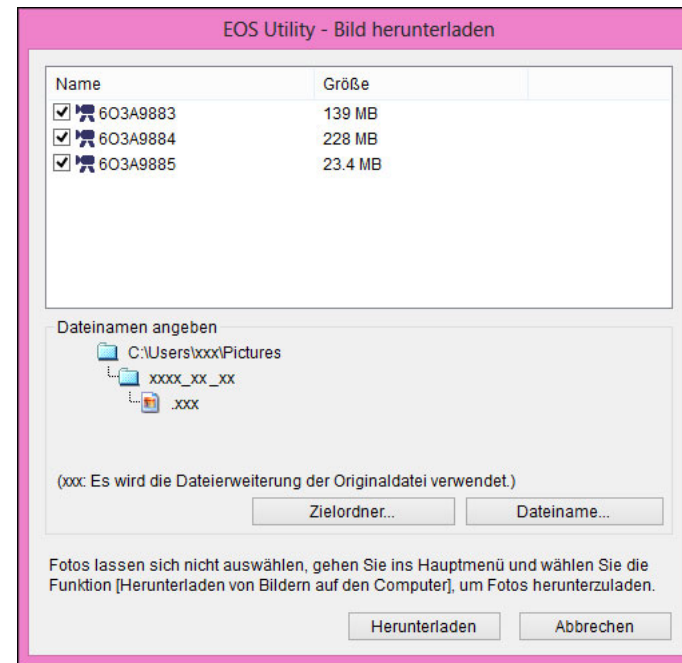 EOS Utility - Bild herunterladen
Name Größe
6O3A9883 139 MB
6O3A9884 228 MB
6O3A9885 23.4 MB
Dateinamen angeben
C:\Users\xxx\Pictures
xxxx_xx_xx
.xxx
(xxx: Es wird die Dateierweiterung der Originaldatei verwendet.)
Zielordner... Dateiname...
Fotos lassen sich nicht auswählen, gehen Sie ins Hauptmenü und wählen Sie die
Funktion [Herunterladen von Bildern auf den Computer], um Fotos herunterzuladen.
Herunterladen Abbrechen